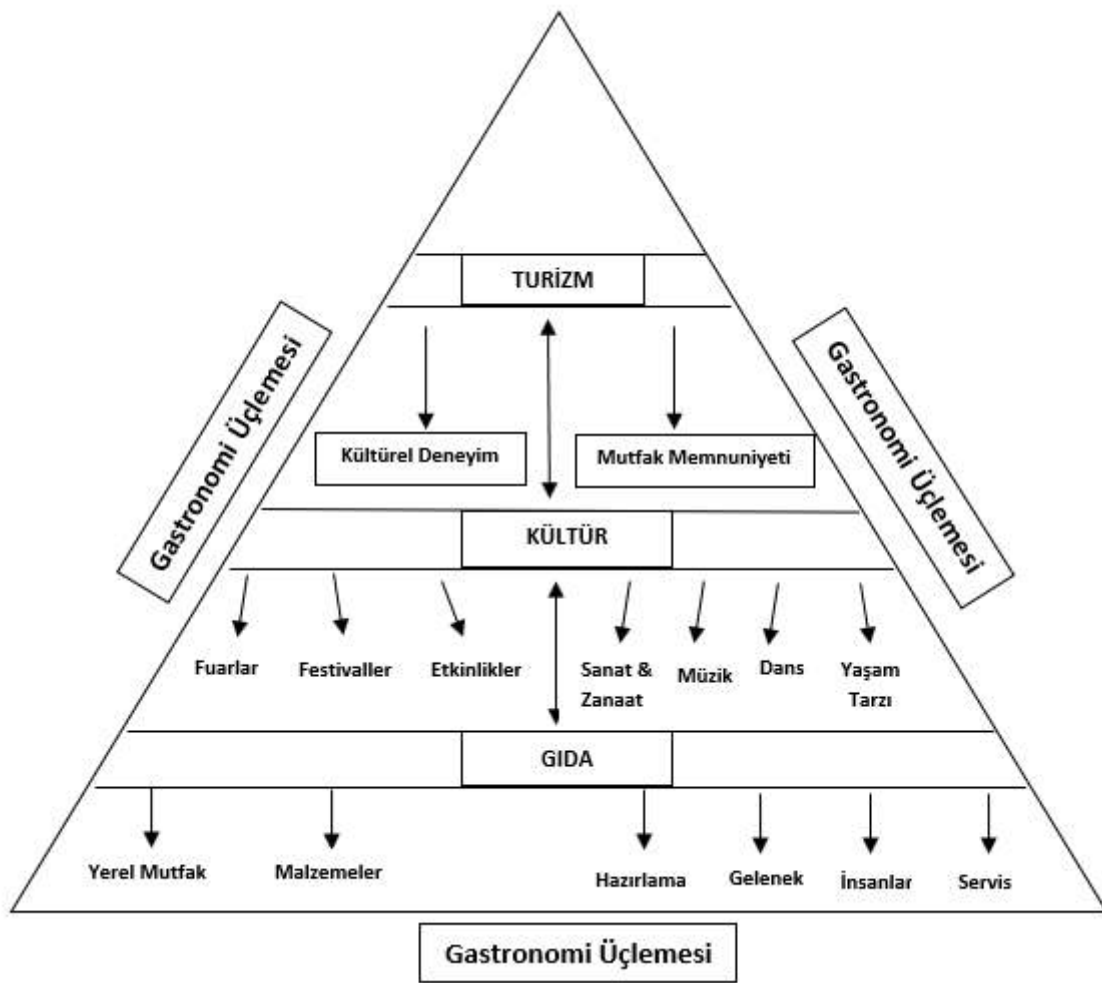 TURİZM
Gastronomi Üçlemesi
Gastronomi Üçlemesi
Kültürel Deneyim
Mutfak Memnuniyeti
KÜLTÜR
Fuarlar
Festivaller
Etkinlikler
Sanat &
Zanaat
Müzik
Dans
Yaşam
Tarzı
GIDA
Yerel Mutfak
Malzemeler
Hazırlama
Gelenek
İnsanlar
Servis
Gastronomi Üçlemesi